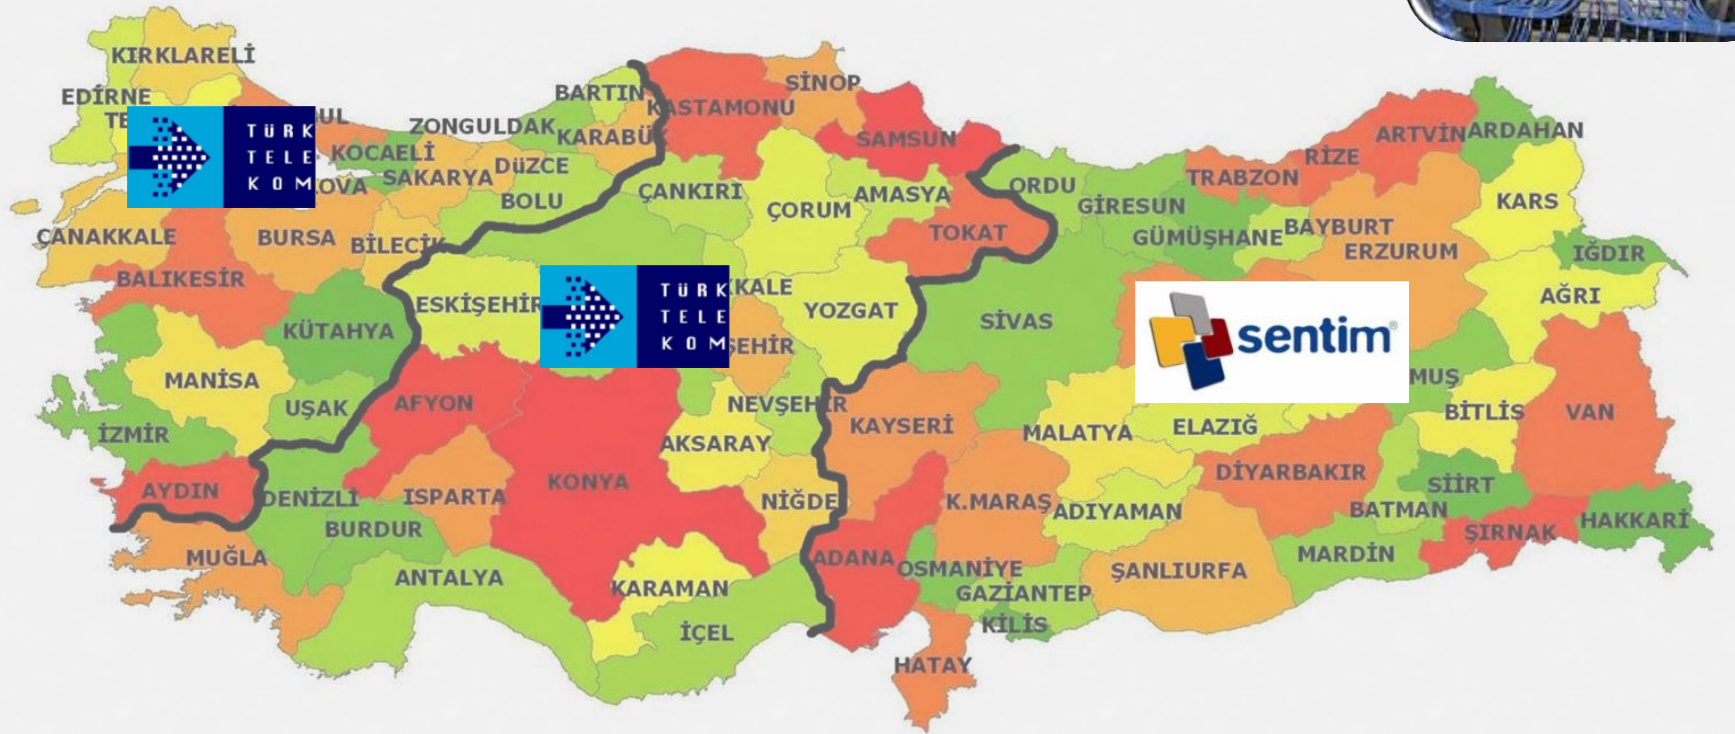 KIRKLARELİ
EDİRNE
TE
TÜRK
TELE
KOM
UL
KOCAELİ
OVA
SAKARYA
ZONGULDAK
BARTIN
KARABÜK
DÜZCE
BOLU
KASTAMONU
SİNOP
SAMSUN
ÇANKIRI
ÇORUM
AMASYA
TOKAT
ORDU
GİRESUN
TRABZON
RİZE
ARTVİN
ARDAHAN
GÜMÜŞHANE
BAYBURT
ERZURUM
KARS
IĞDIR
AĞRI
ÇANAKKALE
BALIKESİR
BURSA
BİLECİK
ESKİŞEHİR
TÜRK
TELE
KOM
KKALE
ŞEHİR
YOZGAT
SİVAS
sentim®
KÜTAHYA
MANİSA
UŞAK
İZMİR
AFYON
NEVŞEHİR
AKSARAY
KAYSERİ
MALATYA
ELAZIĞ
MUŞ
BİTLİS
VAN
AYDIN
DENİZLİ
ISPARTA
KONYA
NİĞDE
K.MARAŞ
ADIYAMAN
DİYARBAKIR
BATMAN
SİİRT
ŞIRNAK
HAKKARİ
MUĞLA
BURDUR
ANTALYA
KARAMAN
İÇEL
ADANA
OSMANİYE
GAZİANTEP
KİLİS
ŞANLIURFA
MARDİN
HATAY